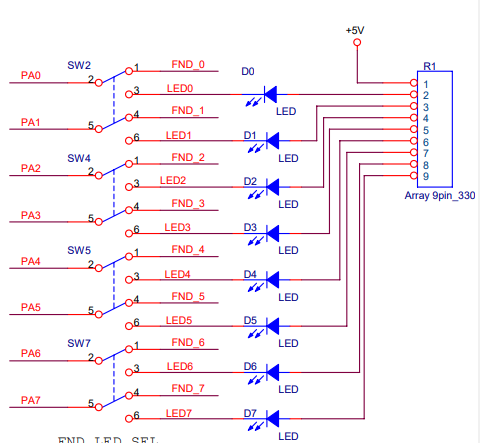 +5V
SW2 1 FND_0 D0 R1
PA0 2 3 LED0 LED 1
2
4 FND_1 3
PA1 5 6 LED1 D1 LED 4
5
SW4 1 FND_2 6
PA2 2 3 LED2 D2 LED 7
8
4 FND_3 9
PA3 5 6 LED3 D3 LED Array 9pin_330
SW5 1 FND_4
PA4 2 3 LED4 D4 LED
4 FND_5
PA5 5 6 LED5 D5 LED
SW7 1 FND_6
PA6 2 3 LED6 D6 LED
4 FND_7
PA7 5 6 LED7 D7 LED
FND LED SEL